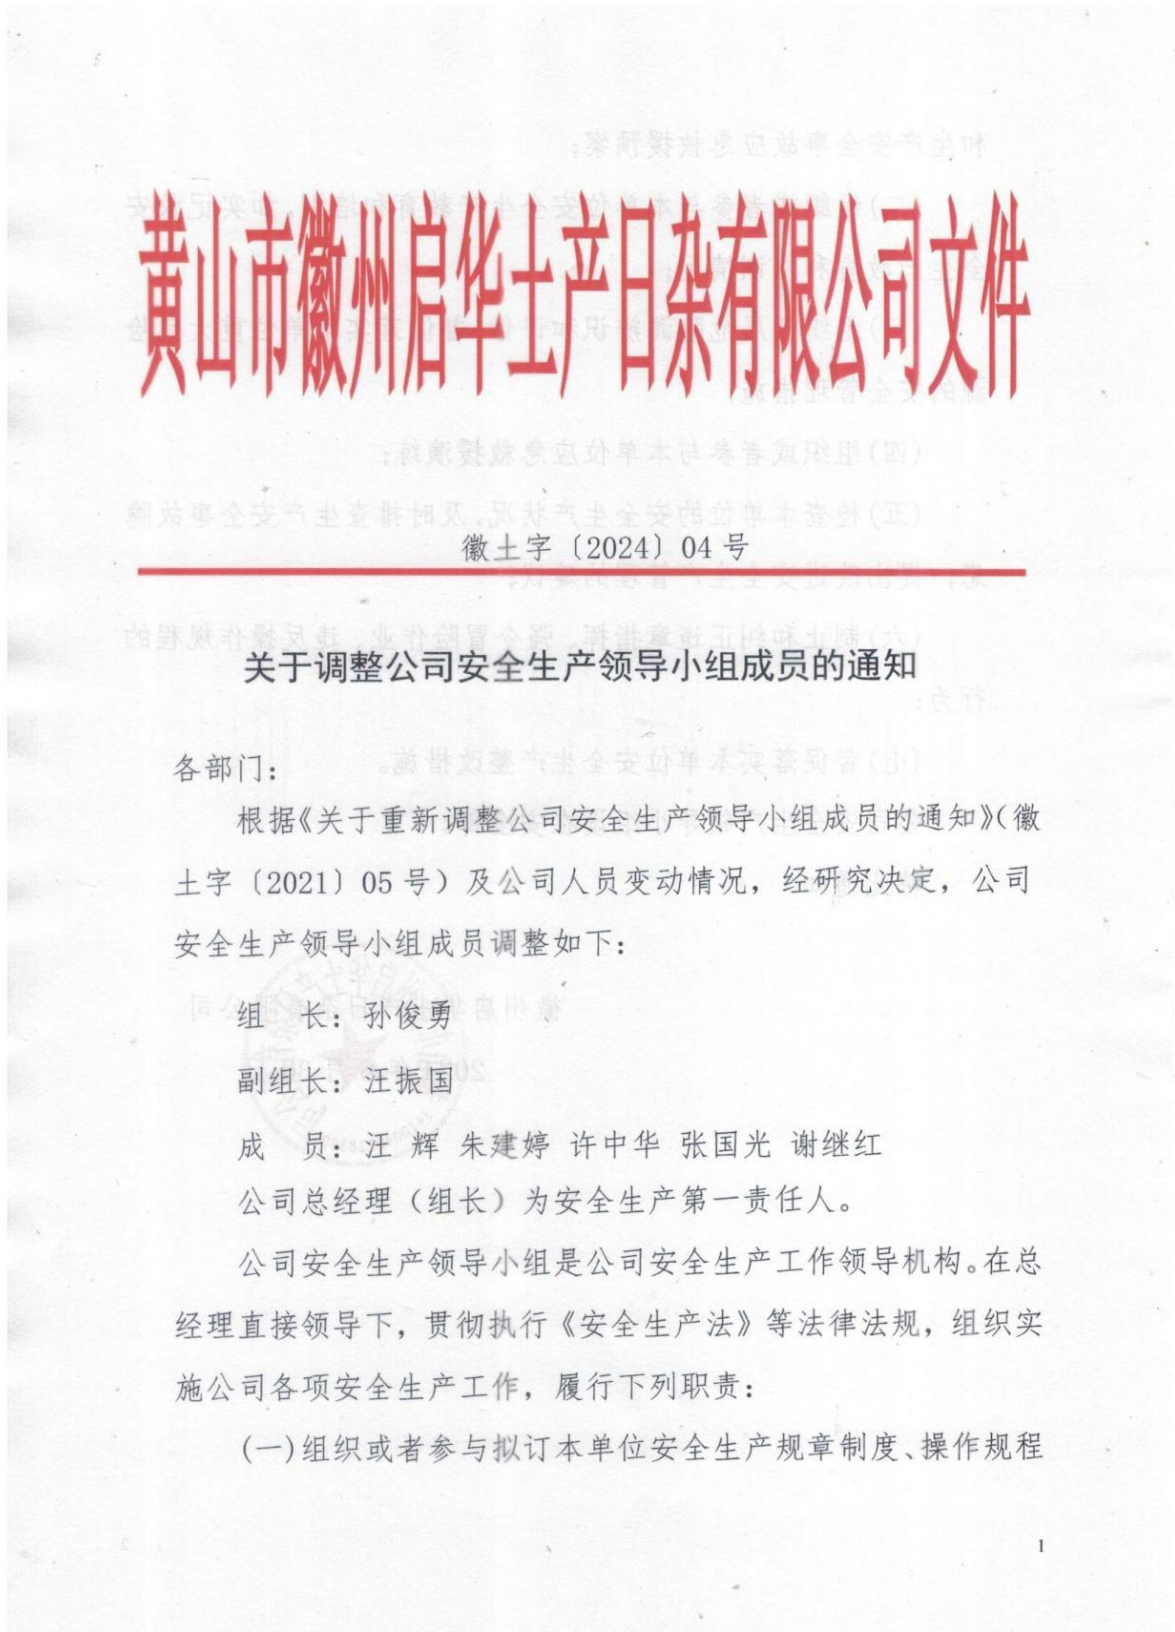 黄山市徽州启华土产日杂有限公司文件
徽土字〔2024〕04号
关于调整公司安全生产领导小组成员的通知
各部门：
根据《关于重新调整公司安全生产领导小组成员的通知》（徽
土字〔2021〕05号）及公司人员变动情况，经研究决定，公司
安全生产领导小组成员调整如下：
组　长：孙俊勇
副组长：汪振国
成　员：汪 辉 朱建婷 许中华 张国光 谢继红
公司总经理（组长）为安全生产第一责任人。
公司安全生产领导小组是公司安全生产工作领导机构。在总
经理直接领导下，贯彻执行《安全生产法》等法律法规，组织实
施公司各项安全生产工作，履行下列职责：
(一)组织或者参与拟订本单位安全生产规章制度、操作规程
1